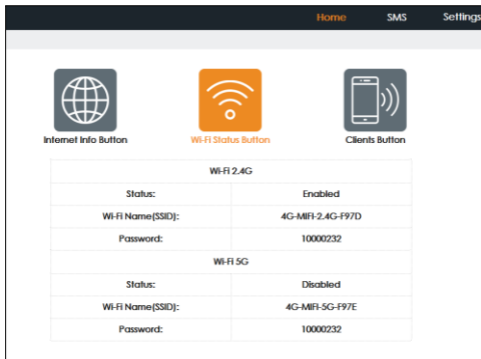 Home SMS Settings
Internet Info Button Wi-Fi Status Button Clients Button
Wi-Fi 2.4G
Status: Enabled
Wi-Fi Name(SSID): 4G-MIFI-2.4G-F97D
Password: 10000232
Wi-Fi 5G
Status: Disabled
Wi-Fi Name(SSID): 4G-MIFI-5G-F97E
Password: 10000232